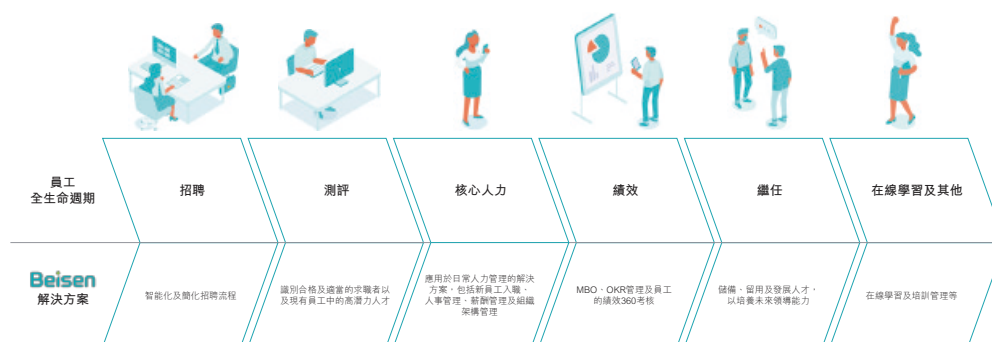 員工
全生命週期
招聘
測評
核心人力
績效
繼任
在線學習及其他
Beisen
解決方案
智能化及簡化招聘流程
識別合格及適當的求職者以
及現有員工中的高潛力人才
應用於日常人力管理的解決
方案，包括新員工入職、
人事管理、薪酬管理及組織
架構管理
MBO、OKR管理及員工
的績效360考核
儲備、留用及發展人才，
以培養未來領導能力
在線學習及培訓管理等